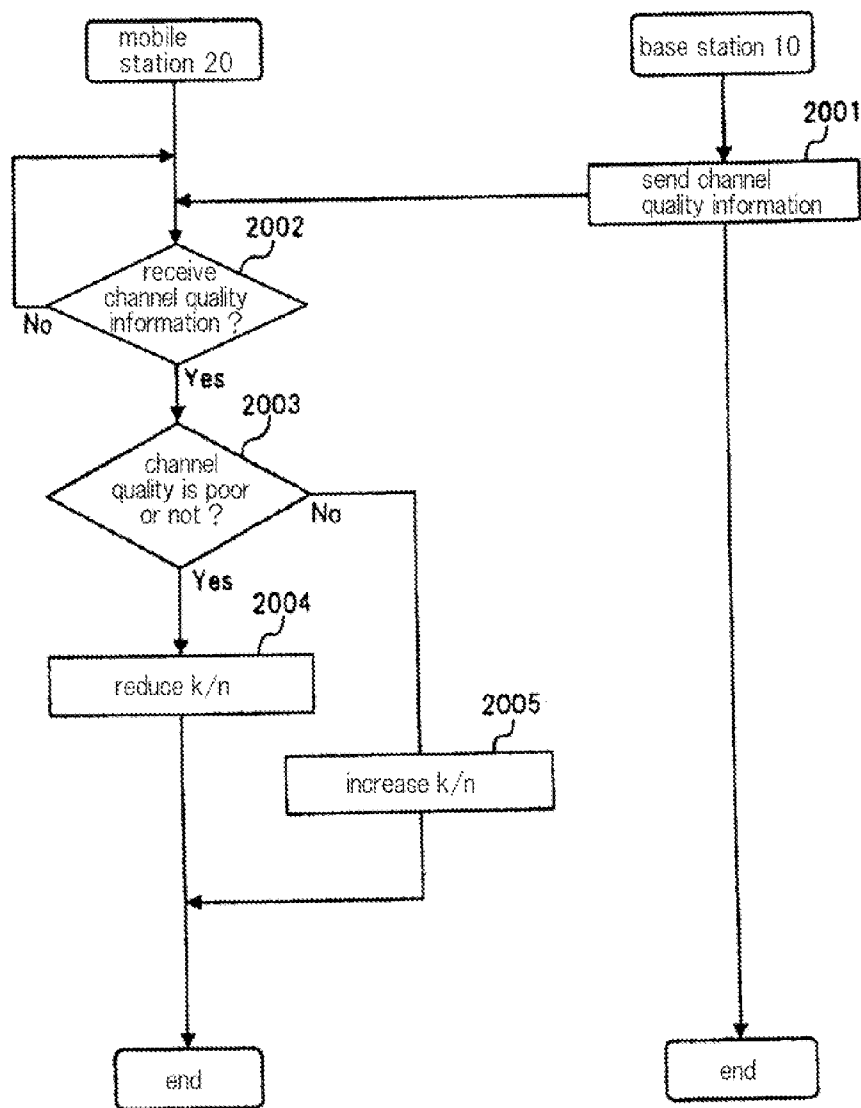 mobile
station 20
base station 10
2001
send channel
quality information
2002
receive
channel quality
information ?
No
Yes
2003
channel
quality is poor
or not ?
No
Yes
2004
reduce k/n
2005
increase k/n
end
end